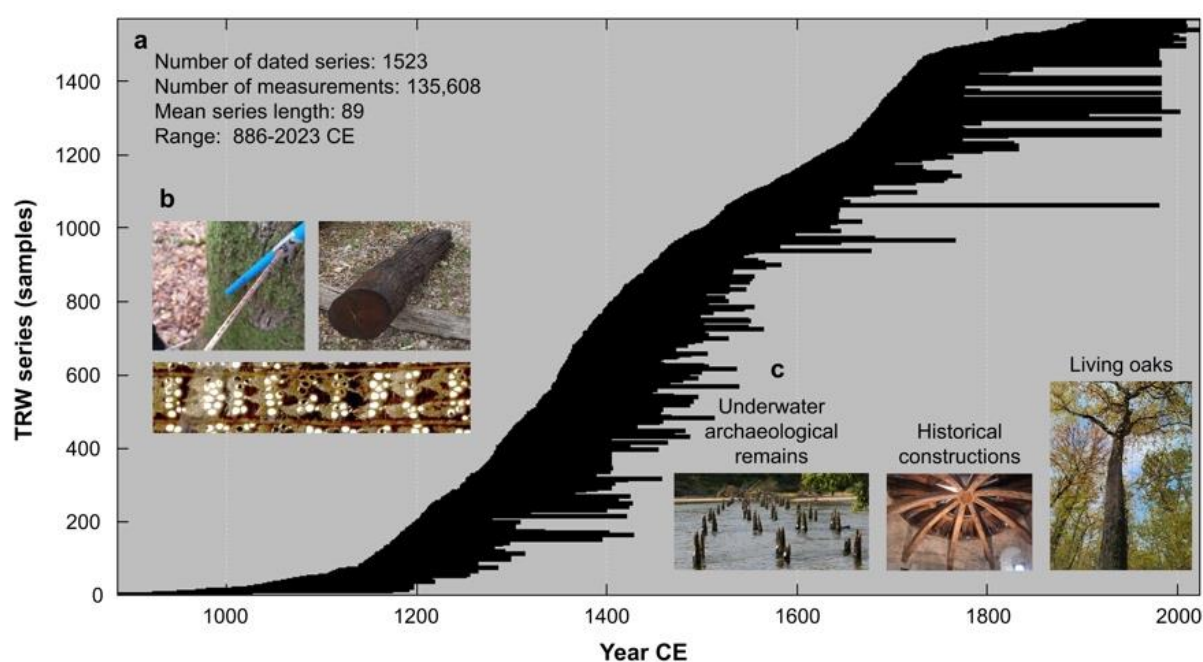 a
Number of dated series: 1523
Number of measurements: 135,608
Mean series length: 89
Range: 886-2023 CE
b
c
Underwater
archaeological
remains
Historical
constructions
Living oaks
TRW series (samples)
1400
1200
1000
800
600
400
200
0
1000
1200
1400
1600
1800
2000
Year CE